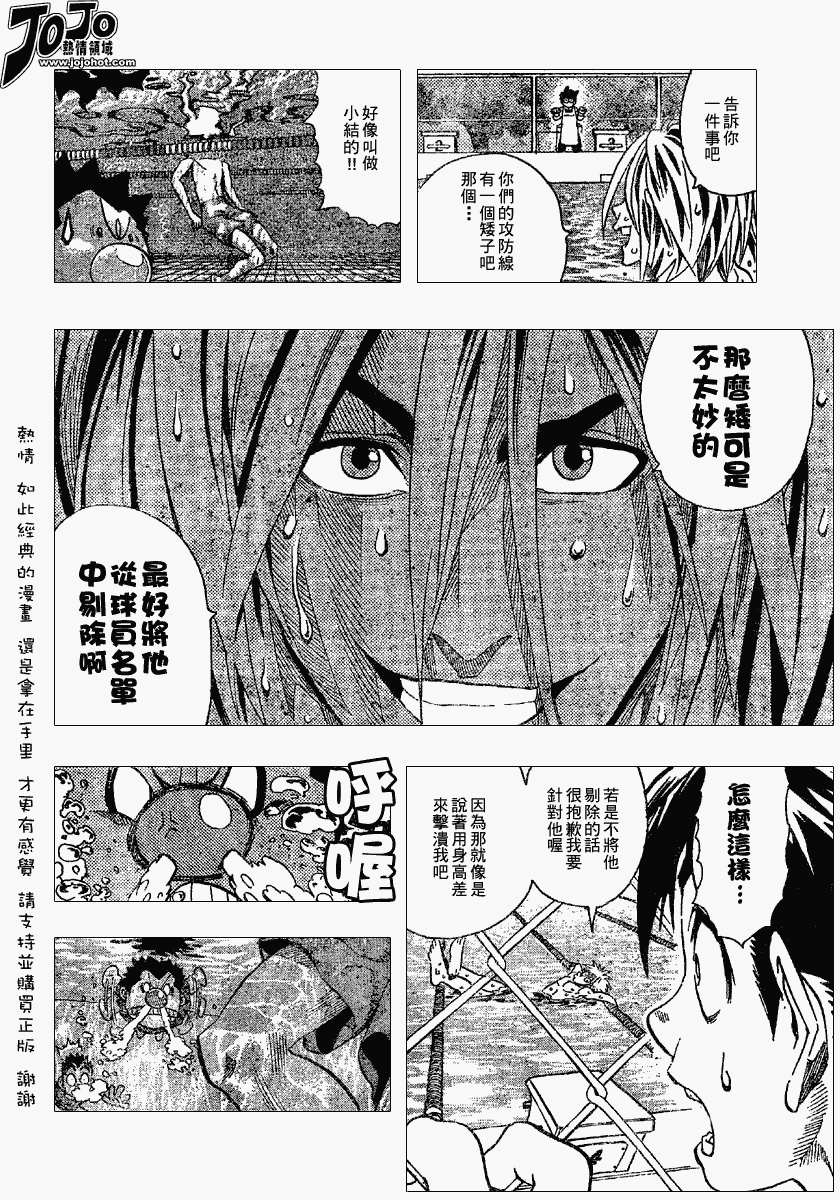 JOJO
熱情領域
www.jojohot.com
告訴你
一件事吧
你們的攻防線
有一個矮子吧
那個…
好像叫做
小結的!!
那麼矮可是
不太妙的
最好將他
從球員名單
中剔除啊
怎麼這樣…
若是不將他
剔除的話
很抱歉我要
針對他喔
因為那就像是
說著用身高差
來擊潰我吧
呼喔
熱情 如此經典的漫畫 還是拿在手里 才更有感覺 請支持並購買正版 謝謝